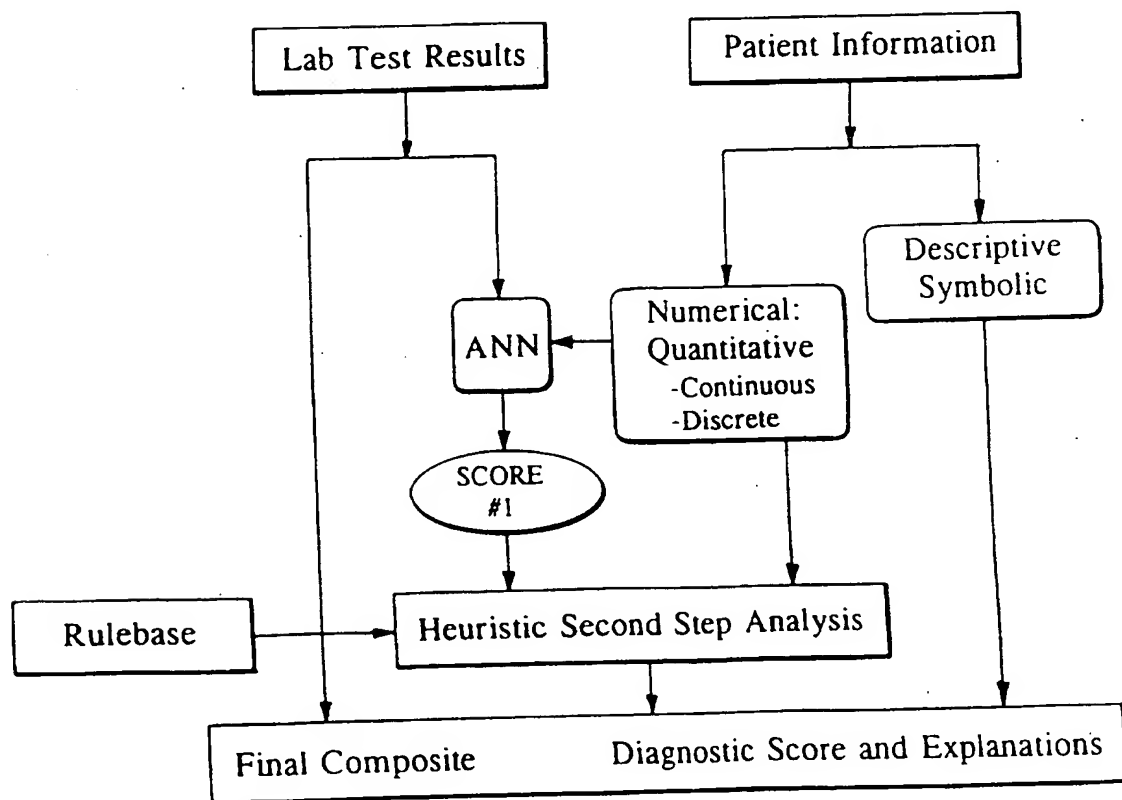 Lab Test Results
Patient Information
Descriptive
Symbolic
ANN
Numerical:
Quantitative
-Continuous
-Discrete
SCORE
#1
Rulebase
Heuristic Second Step Analysis
Final Composite
Diagnostic Score and Explanations